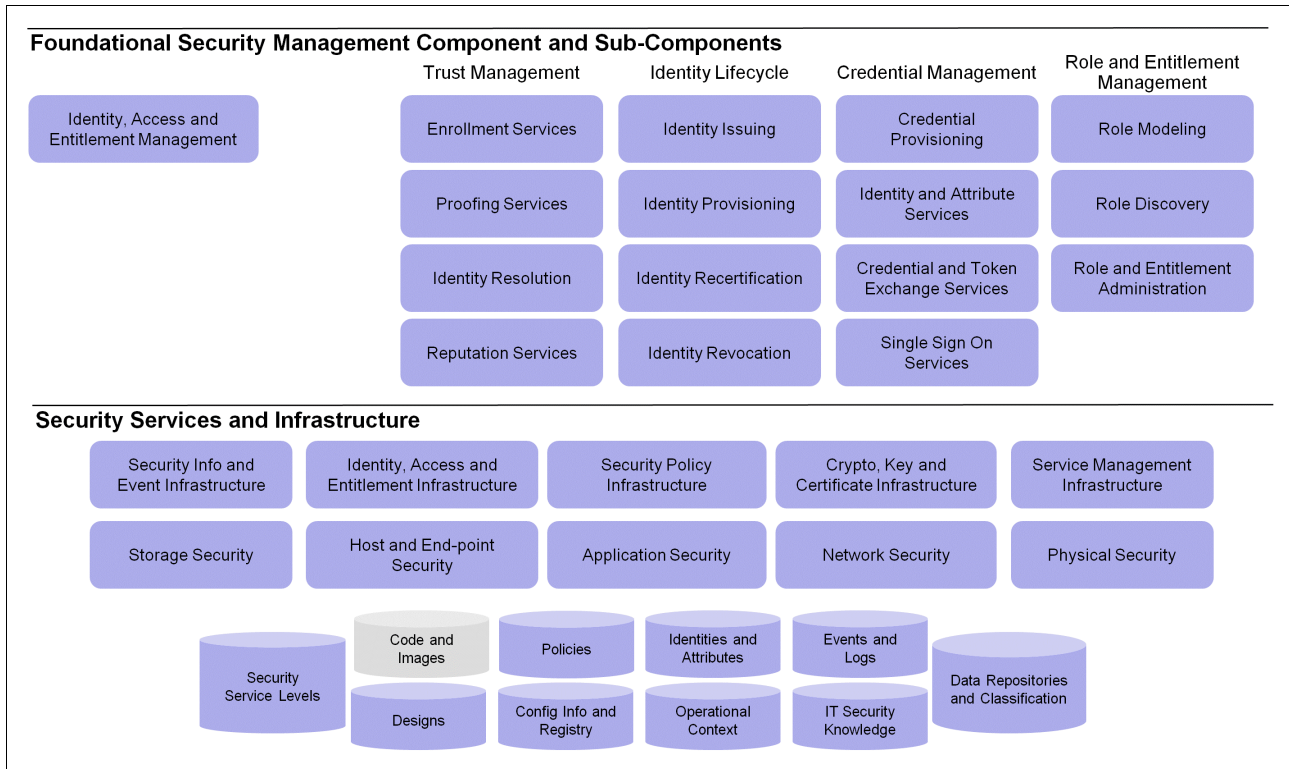 Foundational Security Management Component and Sub-Components
Trust Management
Identity Lifecycle
Credential Management
Role and Entitlement
Management
Identity, Access and
Entitlement Management
Enrollment Services
Identity Issuing
Credential
Provisioning
Role Modeling
Proofing Services
Identity Provisioning
Identity and Attribute
Services
Role Discovery
Identity Resolution
Identity Recertification
Credential and Token
Exchange Services
Role and Entitlement
Administration
Reputation Services
Identity Revocation
Single Sign On
Services
Security Services and Infrastructure
Security Info and
Event Infrastructure
Identity, Access and
Entitlement Infrastructure
Security Policy
Infrastructure
Crypto, Key and
Certificate Infrastructure
Service Management
Infrastructure
Storage Security
Host and End-point
Security
Application Security
Network Security
Physical Security
Security
Service Levels
Code and
Images
Policies
Identities and
Attributes
Events and
Logs
Data Repositories
and Classification
Designs
Config Info and
Registry
Operational
Context
IT Security
Knowledge